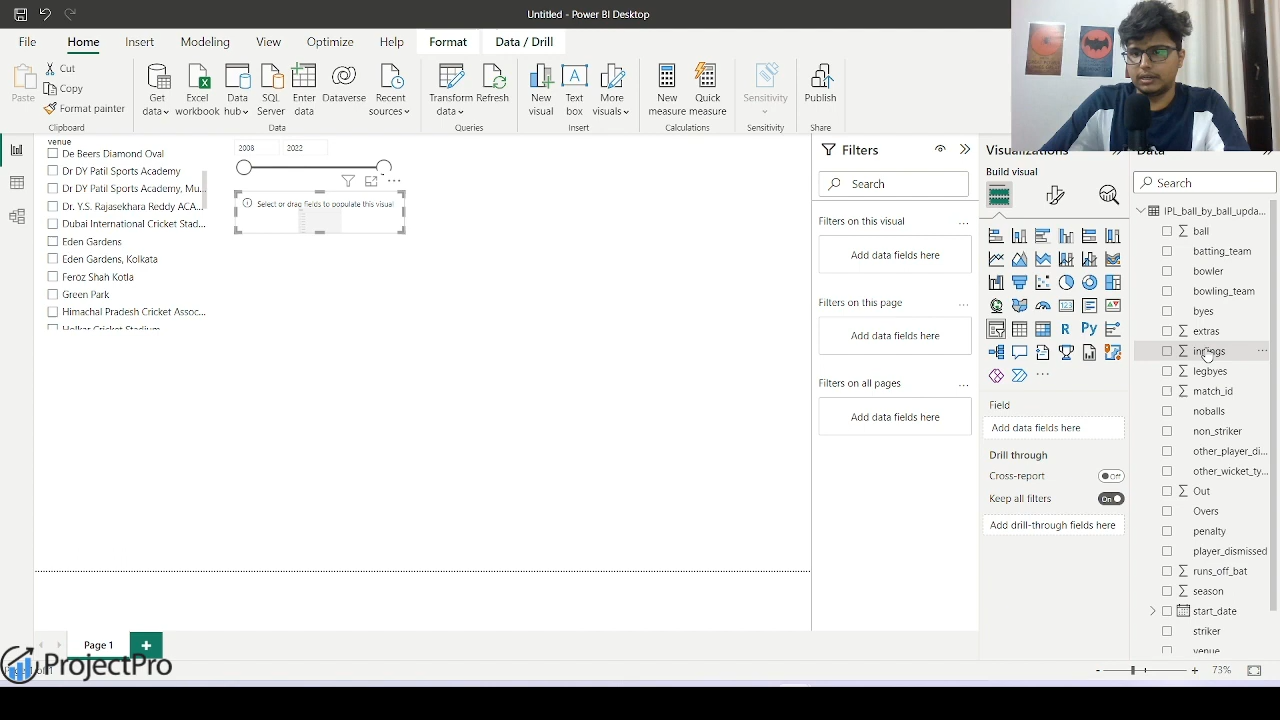 Untitled - Power BI Desktop
File Home Insert Modeling View Optimize Help Format Data / Drill
Paste
Cut
Copy
Format painter
Get data
Excel workbook
Data hub
SQL Server
Enter data
Dataverse
Recent sources
Transform data
Refresh
New visual
Text box
More visuals
New measure
Quick measure
Sensitivity
Publish
Clipboard Data Queries Insert Calculations Sensitivity Share
venue
De Beers Diamond Oval
Dr DY Patil Sports Academy
Dr DY Patil Sports Academy, Mu...
Dr. Y.S. Rajasekhara Reddy ACA...
Dubai International Cricket Stad...
Eden Gardens
Eden Gardens, Kolkata
Feroz Shah Kotla
Green Park
Himachal Pradesh Cricket Assoc...
Holkar Cricket Stadium
2008 2022
Select or drag fields to populate this visual
Filters
Search
Filters on this visual ...
Add data fields here
Filters on this page ...
Add data fields here
Filters on all pages ...
Add data fields here
Visualizations
Build visual
R Py
123
...
Field
Add data fields here
Drill through
Cross-report Off
Keep all filters On
Add drill-through fields here
Data
Search
IPL_ball_by_ball_upda...
ball
batting_team
bowler
bowling_team
byes
extras
innings ...
legbyes
match_id
noballs
non_striker
other_player_di...
other_wicket_ty...
Out
Overs
penalty
player_dismissed
runs_off_bat
season
start_date
striker
venue
Page 1
ProjectPro
- + 73%